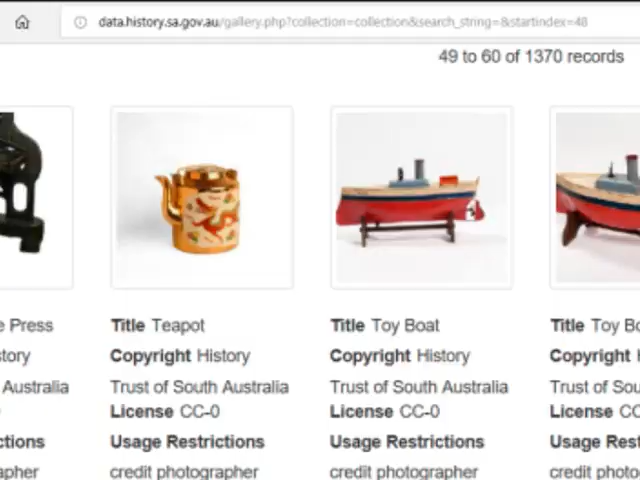 data.history.sa.gov.au/gallery.php?collection=collection&search_string=&startindex=48
49 to 60 of 1370 records
e Press
Title Teapot
Title Toy Boat
Title Toy Bo
story
Copyright History
Copyright History
Copyright H
Australia
Trust of South Australia
Trust of South Australia
Trust of Sou
License CC-0
License CC-0
License CC
ctions
Usage Restrictions
Usage Restrictions
Usage Rest
apher
credit photographer
credit photographer
credit photo